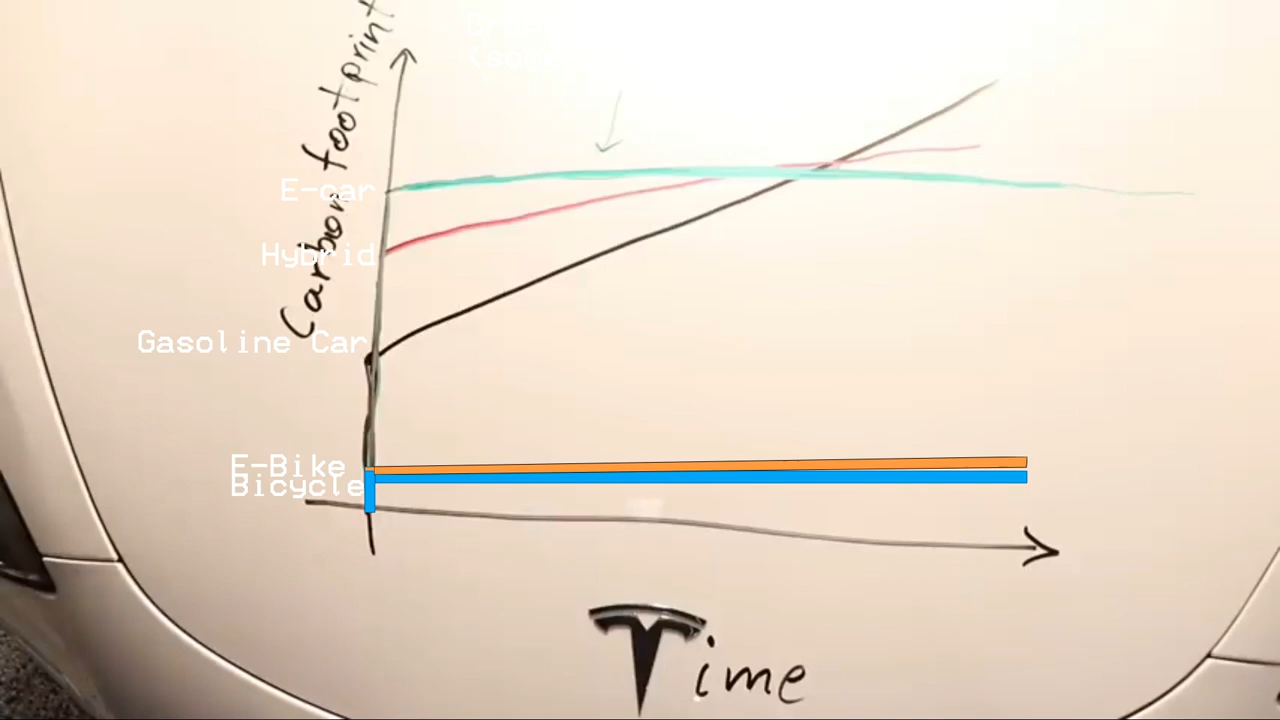 Carbon footprint
E-car
Hybrid
Gasoline Car
E-Bike
Bicycle
Time